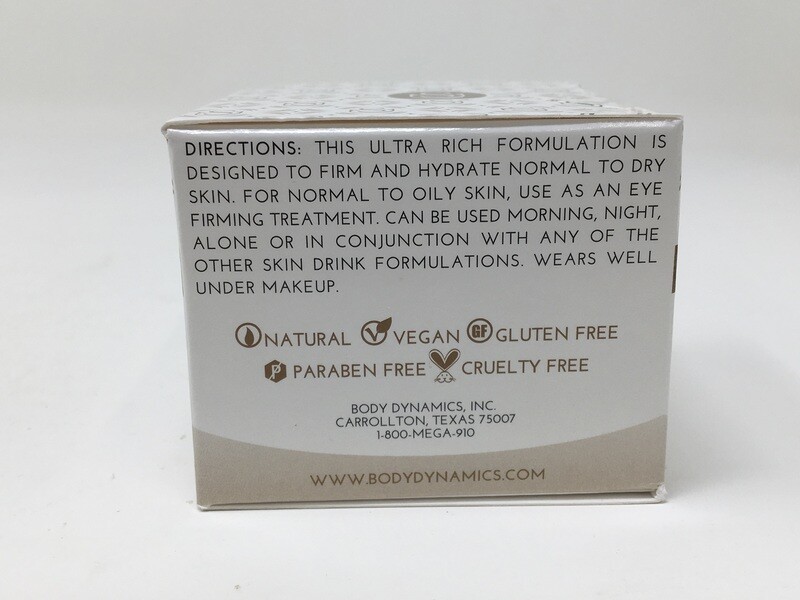 DIRECTIONS: THIS ULTRA RICH FORMULATION IS
DESIGNED TO FIRM AND HYDRATE NORMAL TO DRY
SKIN. FOR NORMAL TO OILY SKIN, USE AS AN EYE
FIRMING TREATMENT. CAN BE USED MORNING, NIGHT,
ALONE OR IN CONJUNCTION WITH ANY OF THE
OTHER SKIN DRINK FORMULATIONS. WEARS WELL
UNDER MAKEUP.
NATURAL VEGAN GF GLUTEN FREE
P PARABEN FREE CRUELTY FREE
BODY DYNAMICS, INC.
CARROLLTON, TEXAS 75007
1-800-MEGA-910
WWW.BODYDYNAMICS.COM